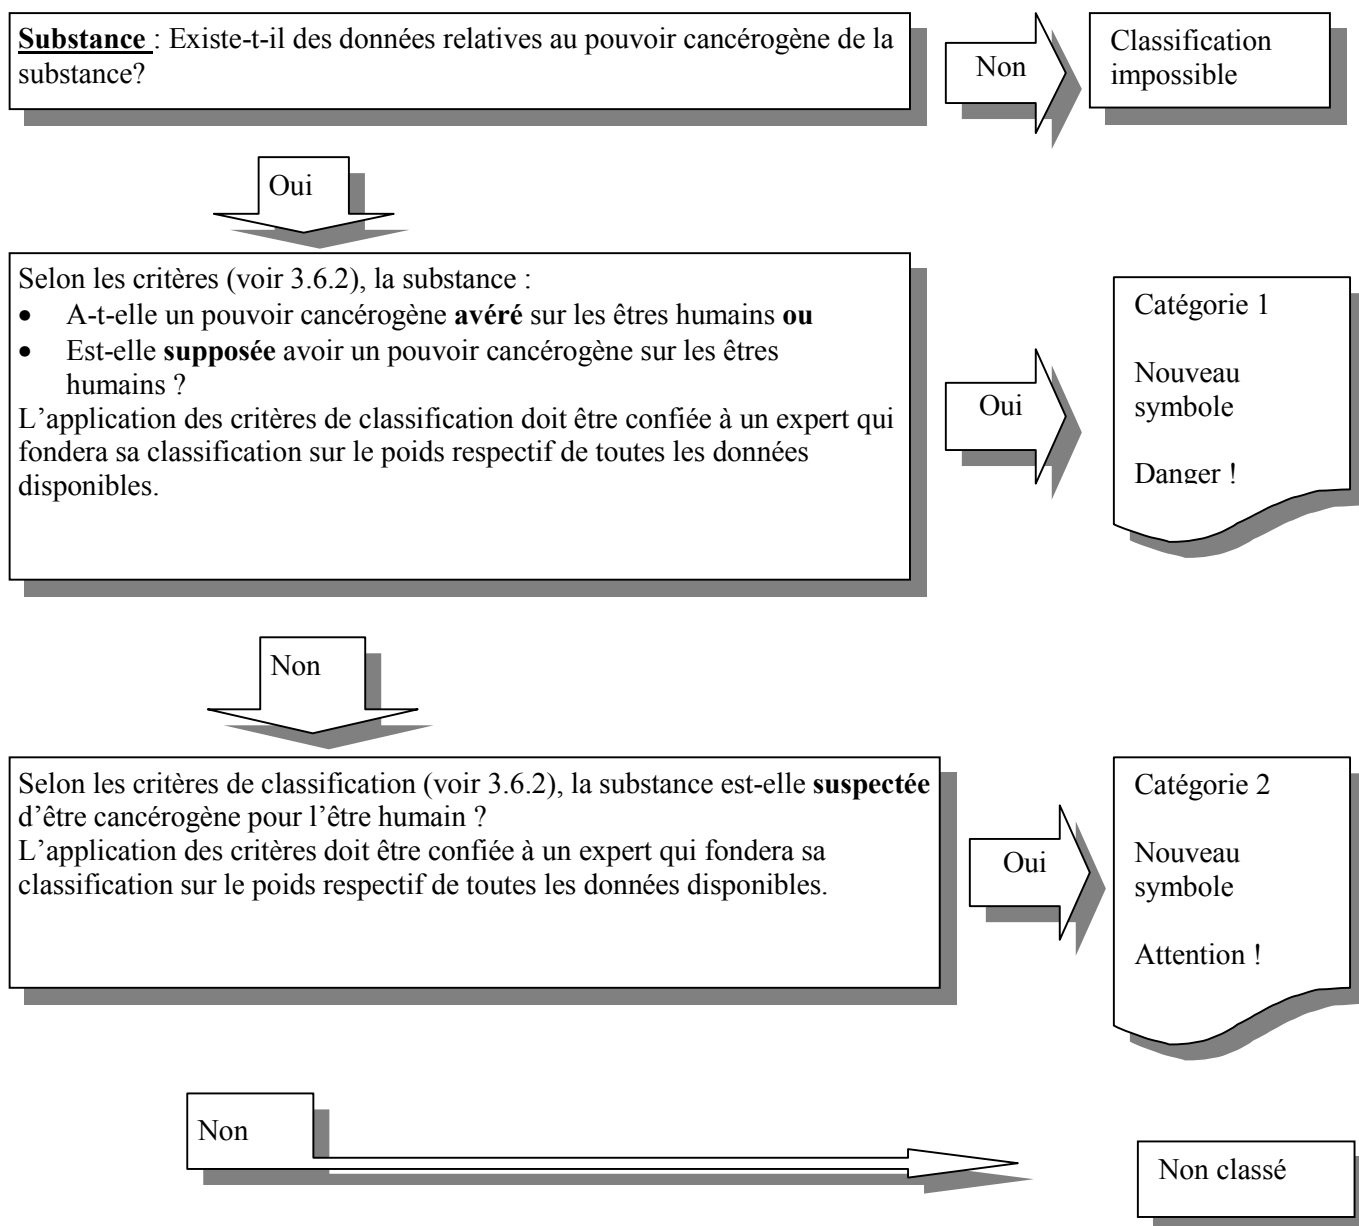 Substance : Existe-t-il des données relatives au pouvoir cancérogène de la
substance?
Non
Classification
impossible
Oui
Selon les critères (voir 3.6.2), la substance :
• A-t-elle un pouvoir cancérogène avéré sur les êtres humains ou
• Est-elle supposée avoir un pouvoir cancérogène sur les êtres
humains ?
L’application des critères de classification doit être confiée à un expert qui
fondera sa classification sur le poids respectif de toutes les données
disponibles.
Oui
Catégorie 1
Nouveau
symbole
Danger !
Non
Selon les critères de classification (voir 3.6.2), la substance est-elle suspectée
d’être cancérogène pour l’être humain ?
L’application des critères doit être confiée à un expert qui fondera sa
classification sur le poids respectif de toutes les données disponibles.
Oui
Catégorie 2
Nouveau
symbole
Attention !
Non
Non classé